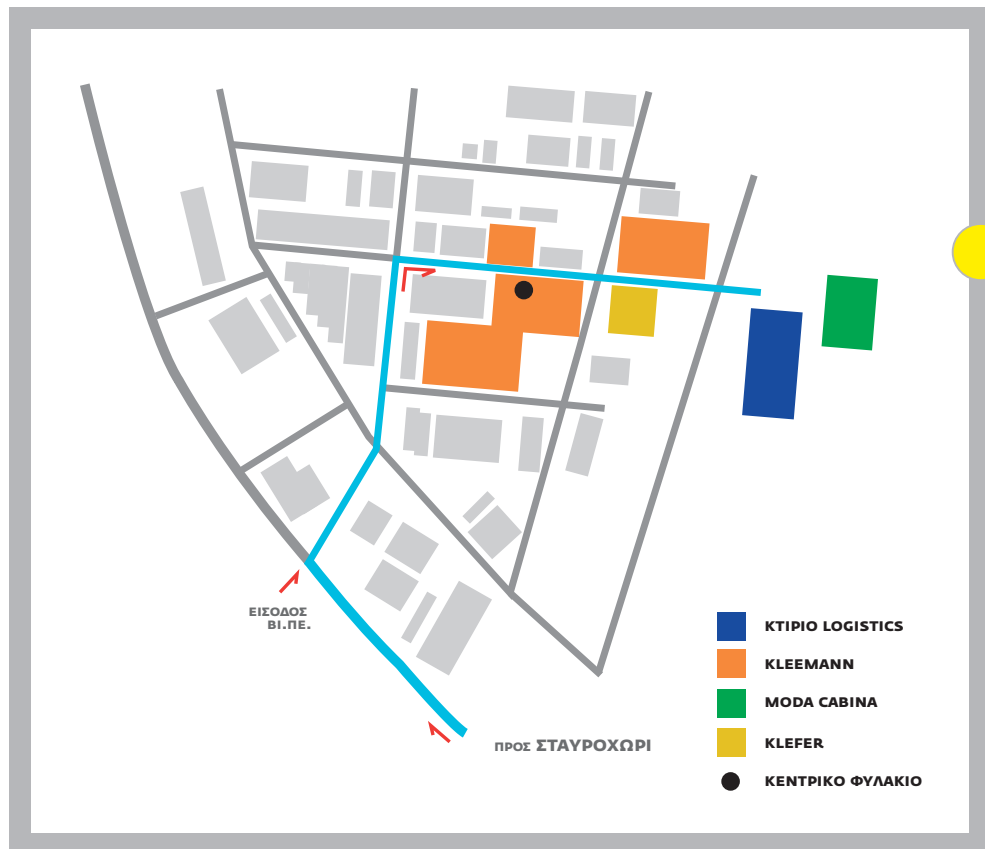 ΕΙΣΟΔΟΣ
ΒΙ.ΠΕ.
ΠΡΟΣ ΣΤΑΥΡΟΧΩΡΙ
ΚΤΙΡΙΟ LOGISTICS
KLEEMANN
MODA CABINA
KLEFER
ΚΕΝΤΡΙΚΟ ΦΥΛΑΚΙΟ